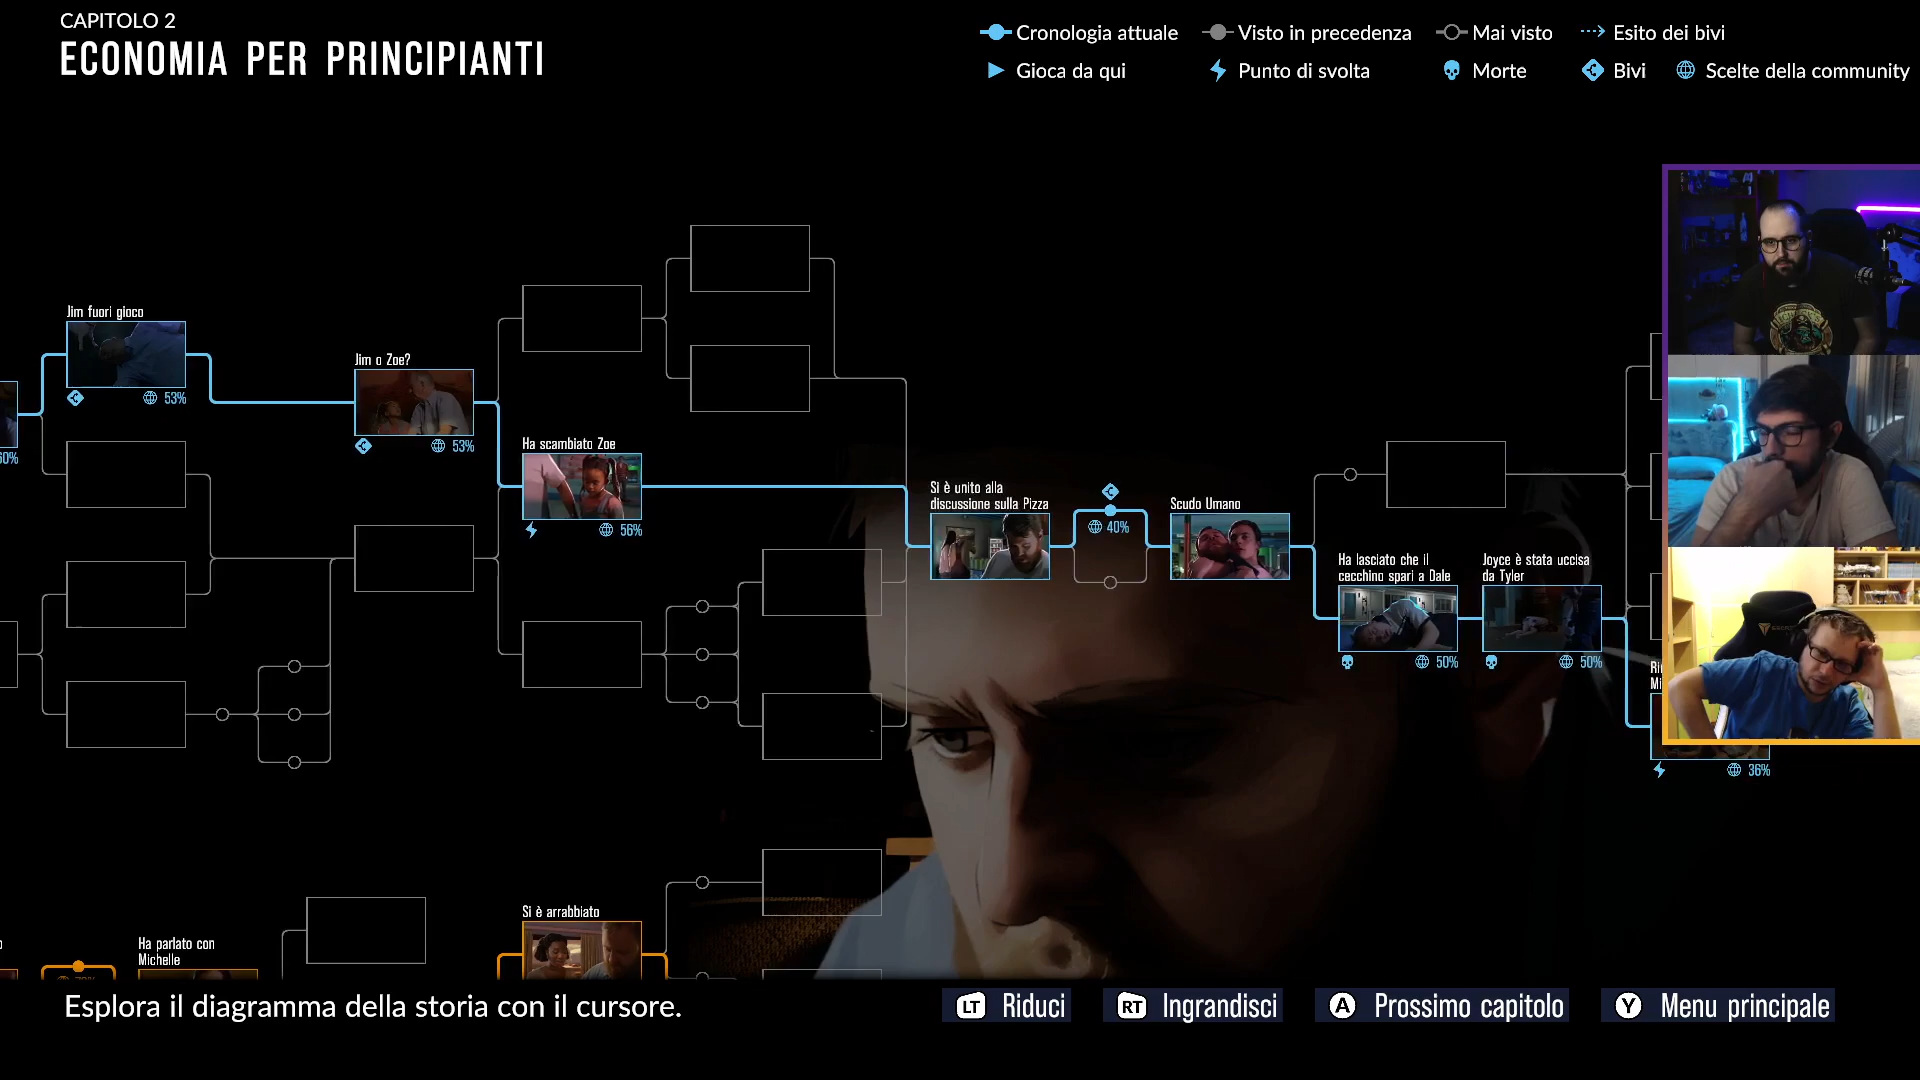 CAPITOLO 2
ECONOMIA PER PRINCIPIANTI
Cronologia attuale
Visto in precedenza
Mai visto
Esito dei bivi
Gioca da qui
Punto di svolta
Morte
Bivi
Scelte della community
Jim fuori gioco
53%
Jim o Zoe?
53%
Ha scambiato Zoe
56%
Si è unito alla
discussione sulla Pizza
40%
Scudo Umano
Ha lasciato che il
cecchino spari a Dale
50%
Joyce è stata uccisa
da Tyler
50%
36%
Si è arrabbiato
Ha parlato con
Michelle
Esplora il diagramma della storia con il cursore.
LT Riduci
RT Ingrandisci
A Prossimo capitolo
Y Menu principale